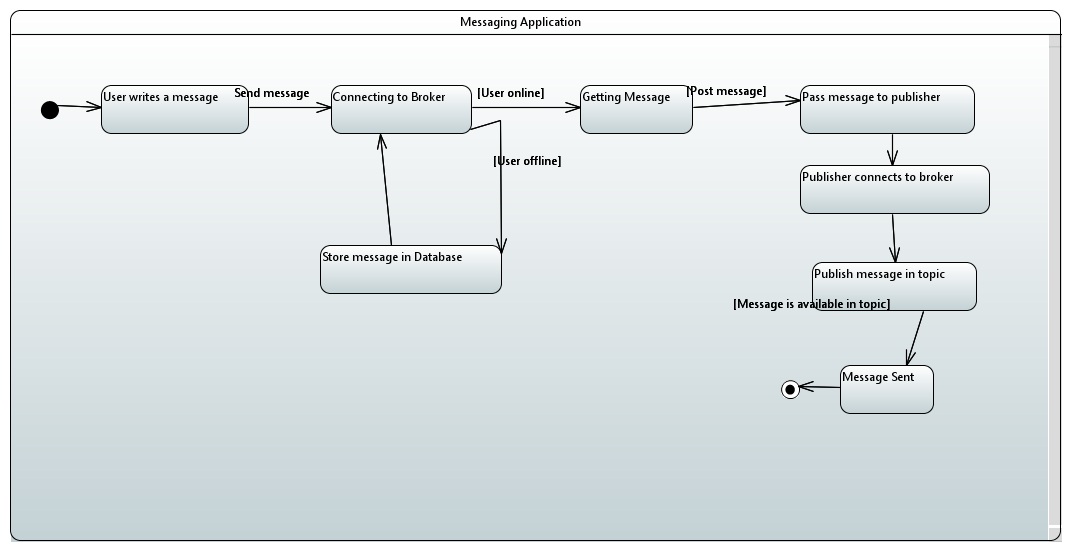 Messaging Application
User writes a message
Send message
Connecting to Broker
[User online]
Getting Message
[Post message]
Pass message to publisher
[User offline]
Publisher connects to broker
Store message in Database
Publish message in topic
[Message is available in topic]
Message Sent